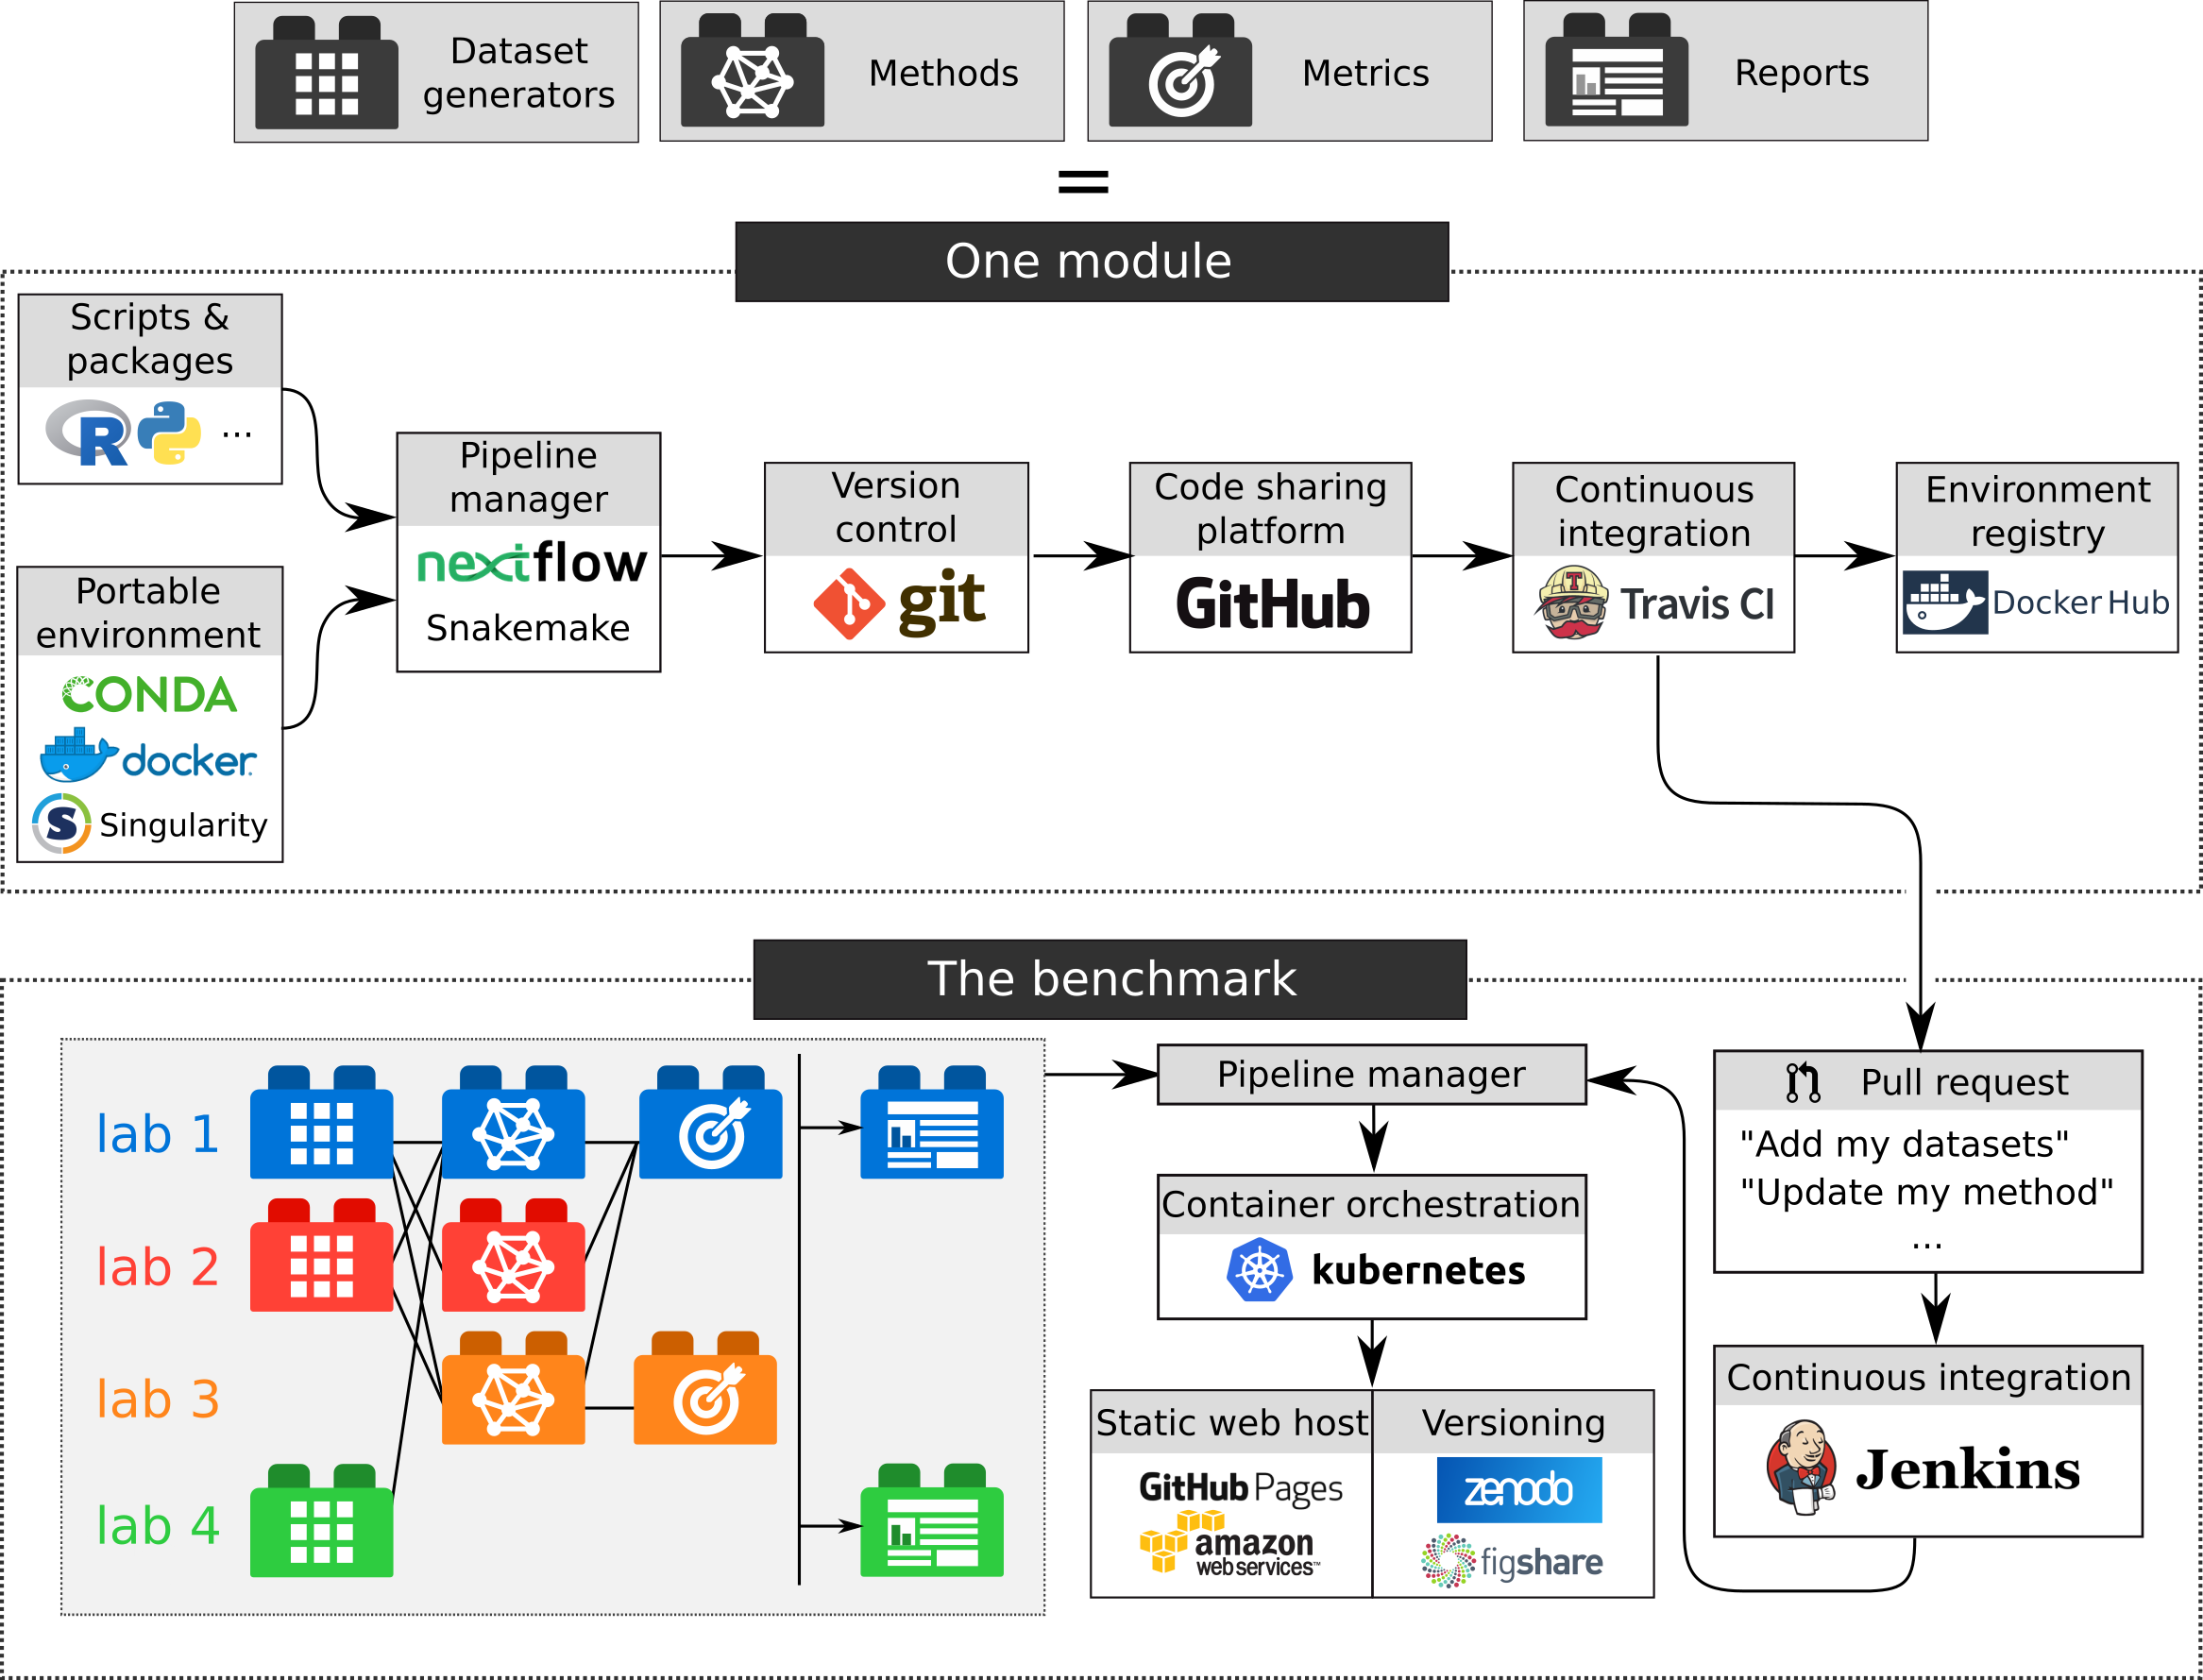 Dataset
generators
Methods
Metrics
Reports
=
One module
Scripts &
packages
R
...
Portable
environment
CONDA
docker
S Singularity
Pipeline
manager
nextflow
Snakemake
Version
control
git
Code sharing
platform
GitHub
Continuous
integration
T
Travis CI
Environment
registry
Docker Hub
The benchmark
lab 1
lab 2
lab 3
lab 4
Pipeline manager
Container orchestration
kubernetes
Static web host
GitHub Pages
amazon
web services™
Versioning
zenodo
figshare
Pull request
"Add my datasets"
"Update my method"
...
Continuous integration
Jenkins